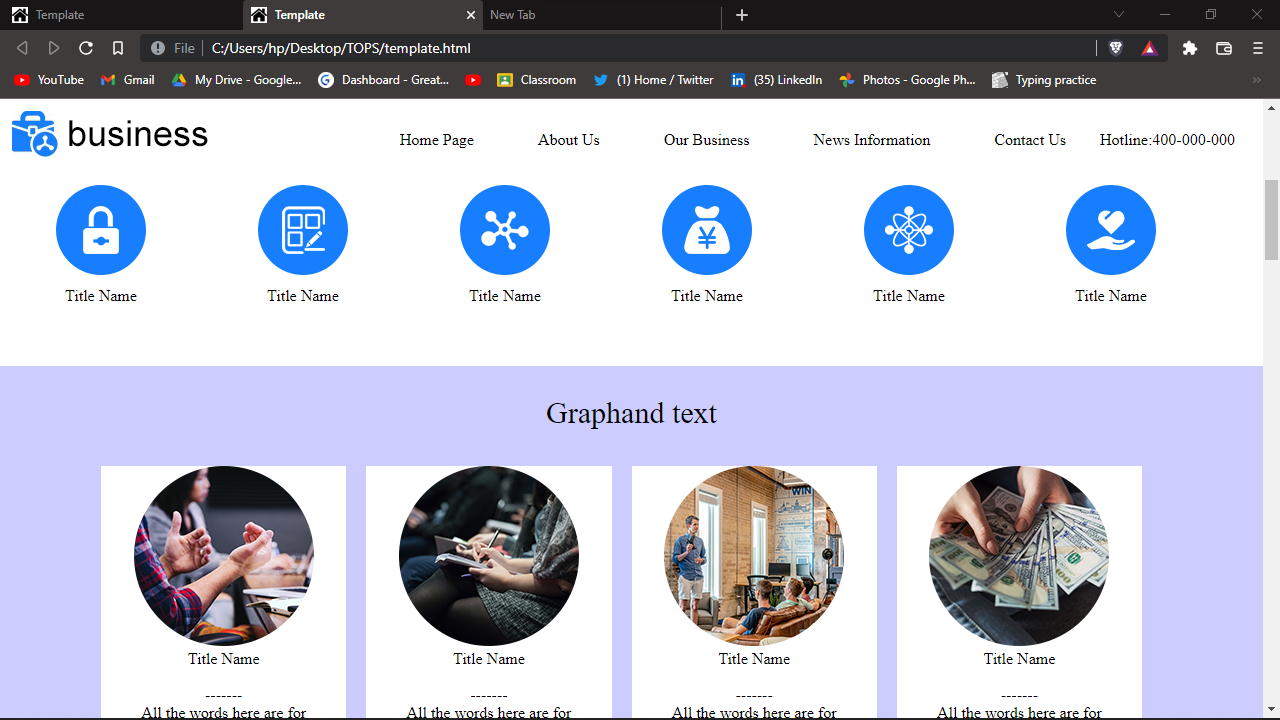 Template
Template
New Tab
File
C:/Users/hp/Desktop/TOPS/template.html
YouTube
Gmail
My Drive - Google...
Dashboard - Great...
Classroom
(1) Home / Twitter
(35) LinkedIn
Photos - Google Ph...
Typing practice
business
Home Page
About Us
Our Business
News Information
Contact Us
Hotline:400-000-000
Title Name
Title Name
Title Name
Title Name
Title Name
Title Name
Graphand text
WIN
Title Name
Title Name
Title Name
Title Name
-------
-------
-------
-------
All the words here are for
All the words here are for
All the words here are for
All the words here are for